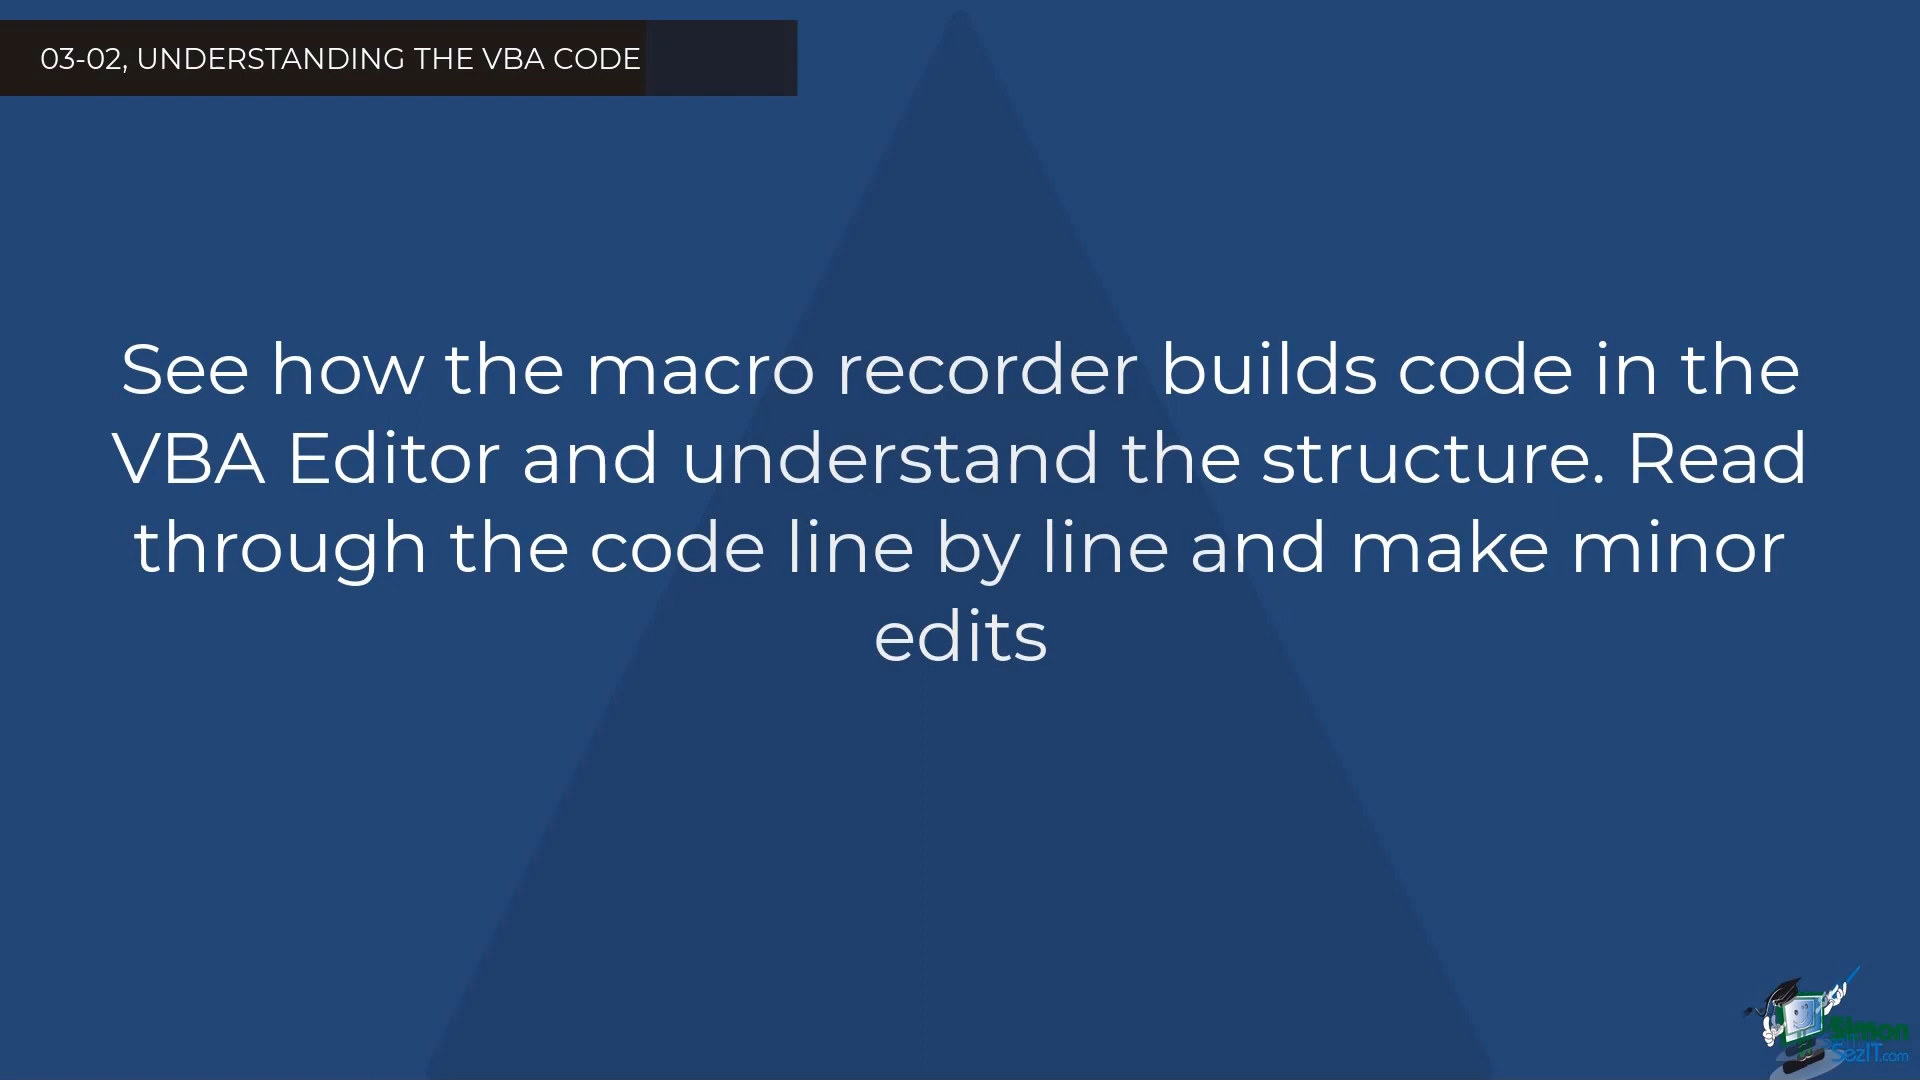 03-02, UNDERSTANDING THE VBA CODE
See how the macro recorder builds code in the
VBA Editor and understand the structure. Read
through the code line by line and make minor
edits
Simon
SezIT.com